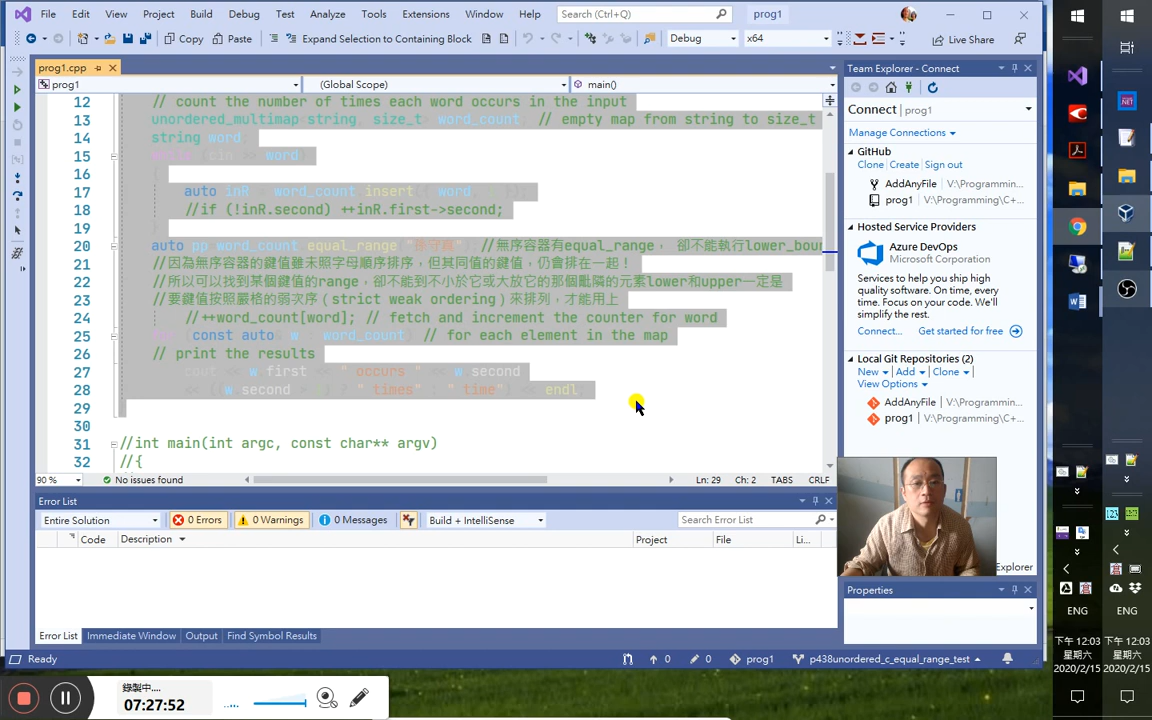 File Edit View Project Build Debug Test Analyze Tools Extensions Window Help Search (Ctrl+Q) prog1
Copy Paste Expand Selection to Containing Block Debug x64 Live Share
prog1.cpp
prog1 (Global Scope) main()
12 // count the number of times each word occurs in the input
13 unordered_multimap string, size_t word_count // empty map from string to size_t
14 string word
15 cin >> word
16
17 auto inR = word_count insert word
18 //if (!inR.second) ++inR.first->second;
19
20 auto pp word_count equal_range //無序容器有equal_range， 卻不能執行lower_bour
21 //因為無序容器的鍵值雖未照字母順序排序，但其同值的鍵值，仍會排在一起！
22 //所以可以找到某個鍵值的range，卻不能到不小於它或大放它的那個毗隣的元素lower和upper一定是
23 //要鍵值按照嚴格的弱次序（strict weak ordering）來排列，才能用上
24 //++word_count[word]; // fetch and increment the counter for word
25 (const auto w word_count) // for each element in the map
26 // print the results
27 cout << w first << " occurs " << w second
28 << ((w second ? " times" : " time") << endl
29
30
31 //int main(int argc, const char** argv)
32 //{
90 % No issues found Ln: 29 Ch: 2 TABS CRLF
Error List
Entire Solution 0 Errors 0 Warnings 0 Messages Build + IntelliSense Search Error List
Code Description Project File Li...
Error List Immediate Window Output Find Symbol Results
Ready 0 0 prog1 p438unordered_c_equal_range_test
Team Explorer - Connect
Connect prog1
Manage Connections
GitHub
Clone Create Sign out
AddAnyFile V:\Programmin...
prog1 V:\Programming\C+...
Hosted Service Providers
Azure DevOps
Microsoft Corporation
Services to help you ship high
quality software. On time, every
time. Focus on your code. We'll
Connect... Get started for free
Local Git Repositories (2)
New Add Clone
View Options
AddAnyFile V:\Programmin...
prog1 V:\Programming\C+...
Explorer
Properties
錄製中....
07:27:52
ENG ENG
下午 12:03 下午 12:03
星期六 星期六
2020/2/15 2020/2/15